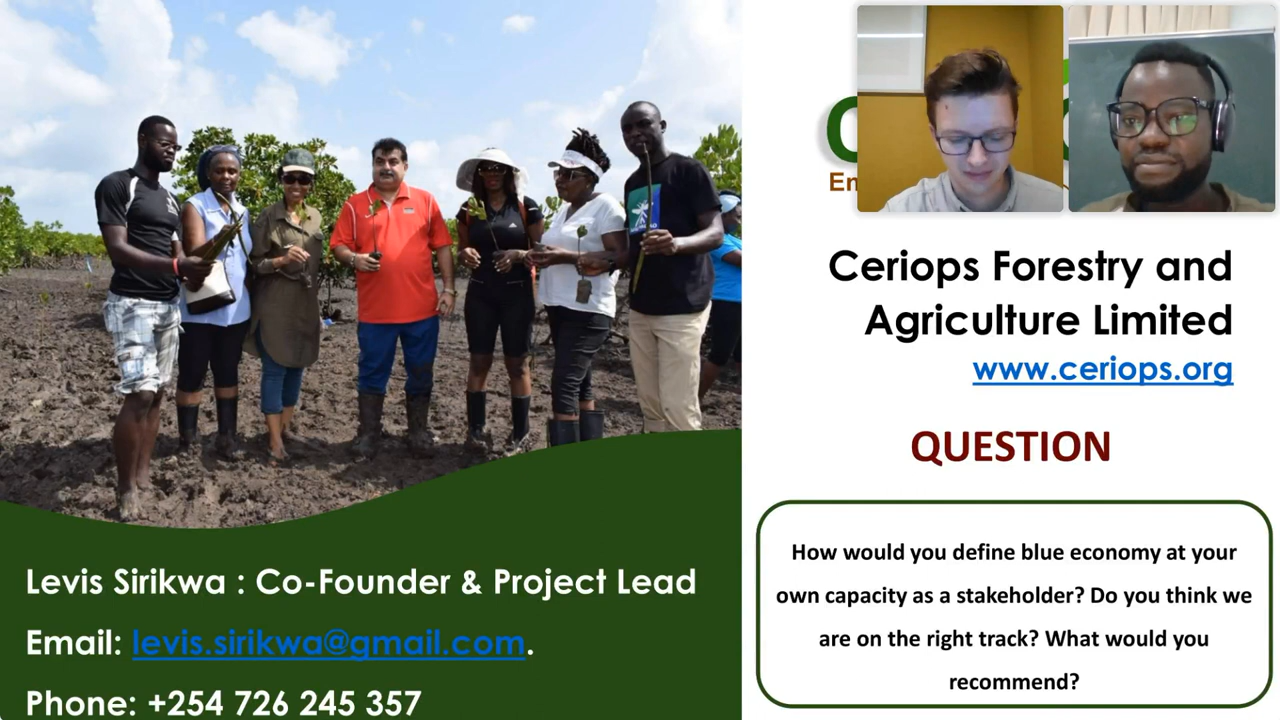 Ceriops Forestry and
Agriculture Limited
www.ceriops.org
QUESTION
How would you define blue economy at your
own capacity as a stakeholder? Do you think we
are on the right track? What would you
recommend?
Levis Sirikwa : Co-Founder & Project Lead
Email: levis.sirikwa@gmail.com.
Phone: +254 726 245 357